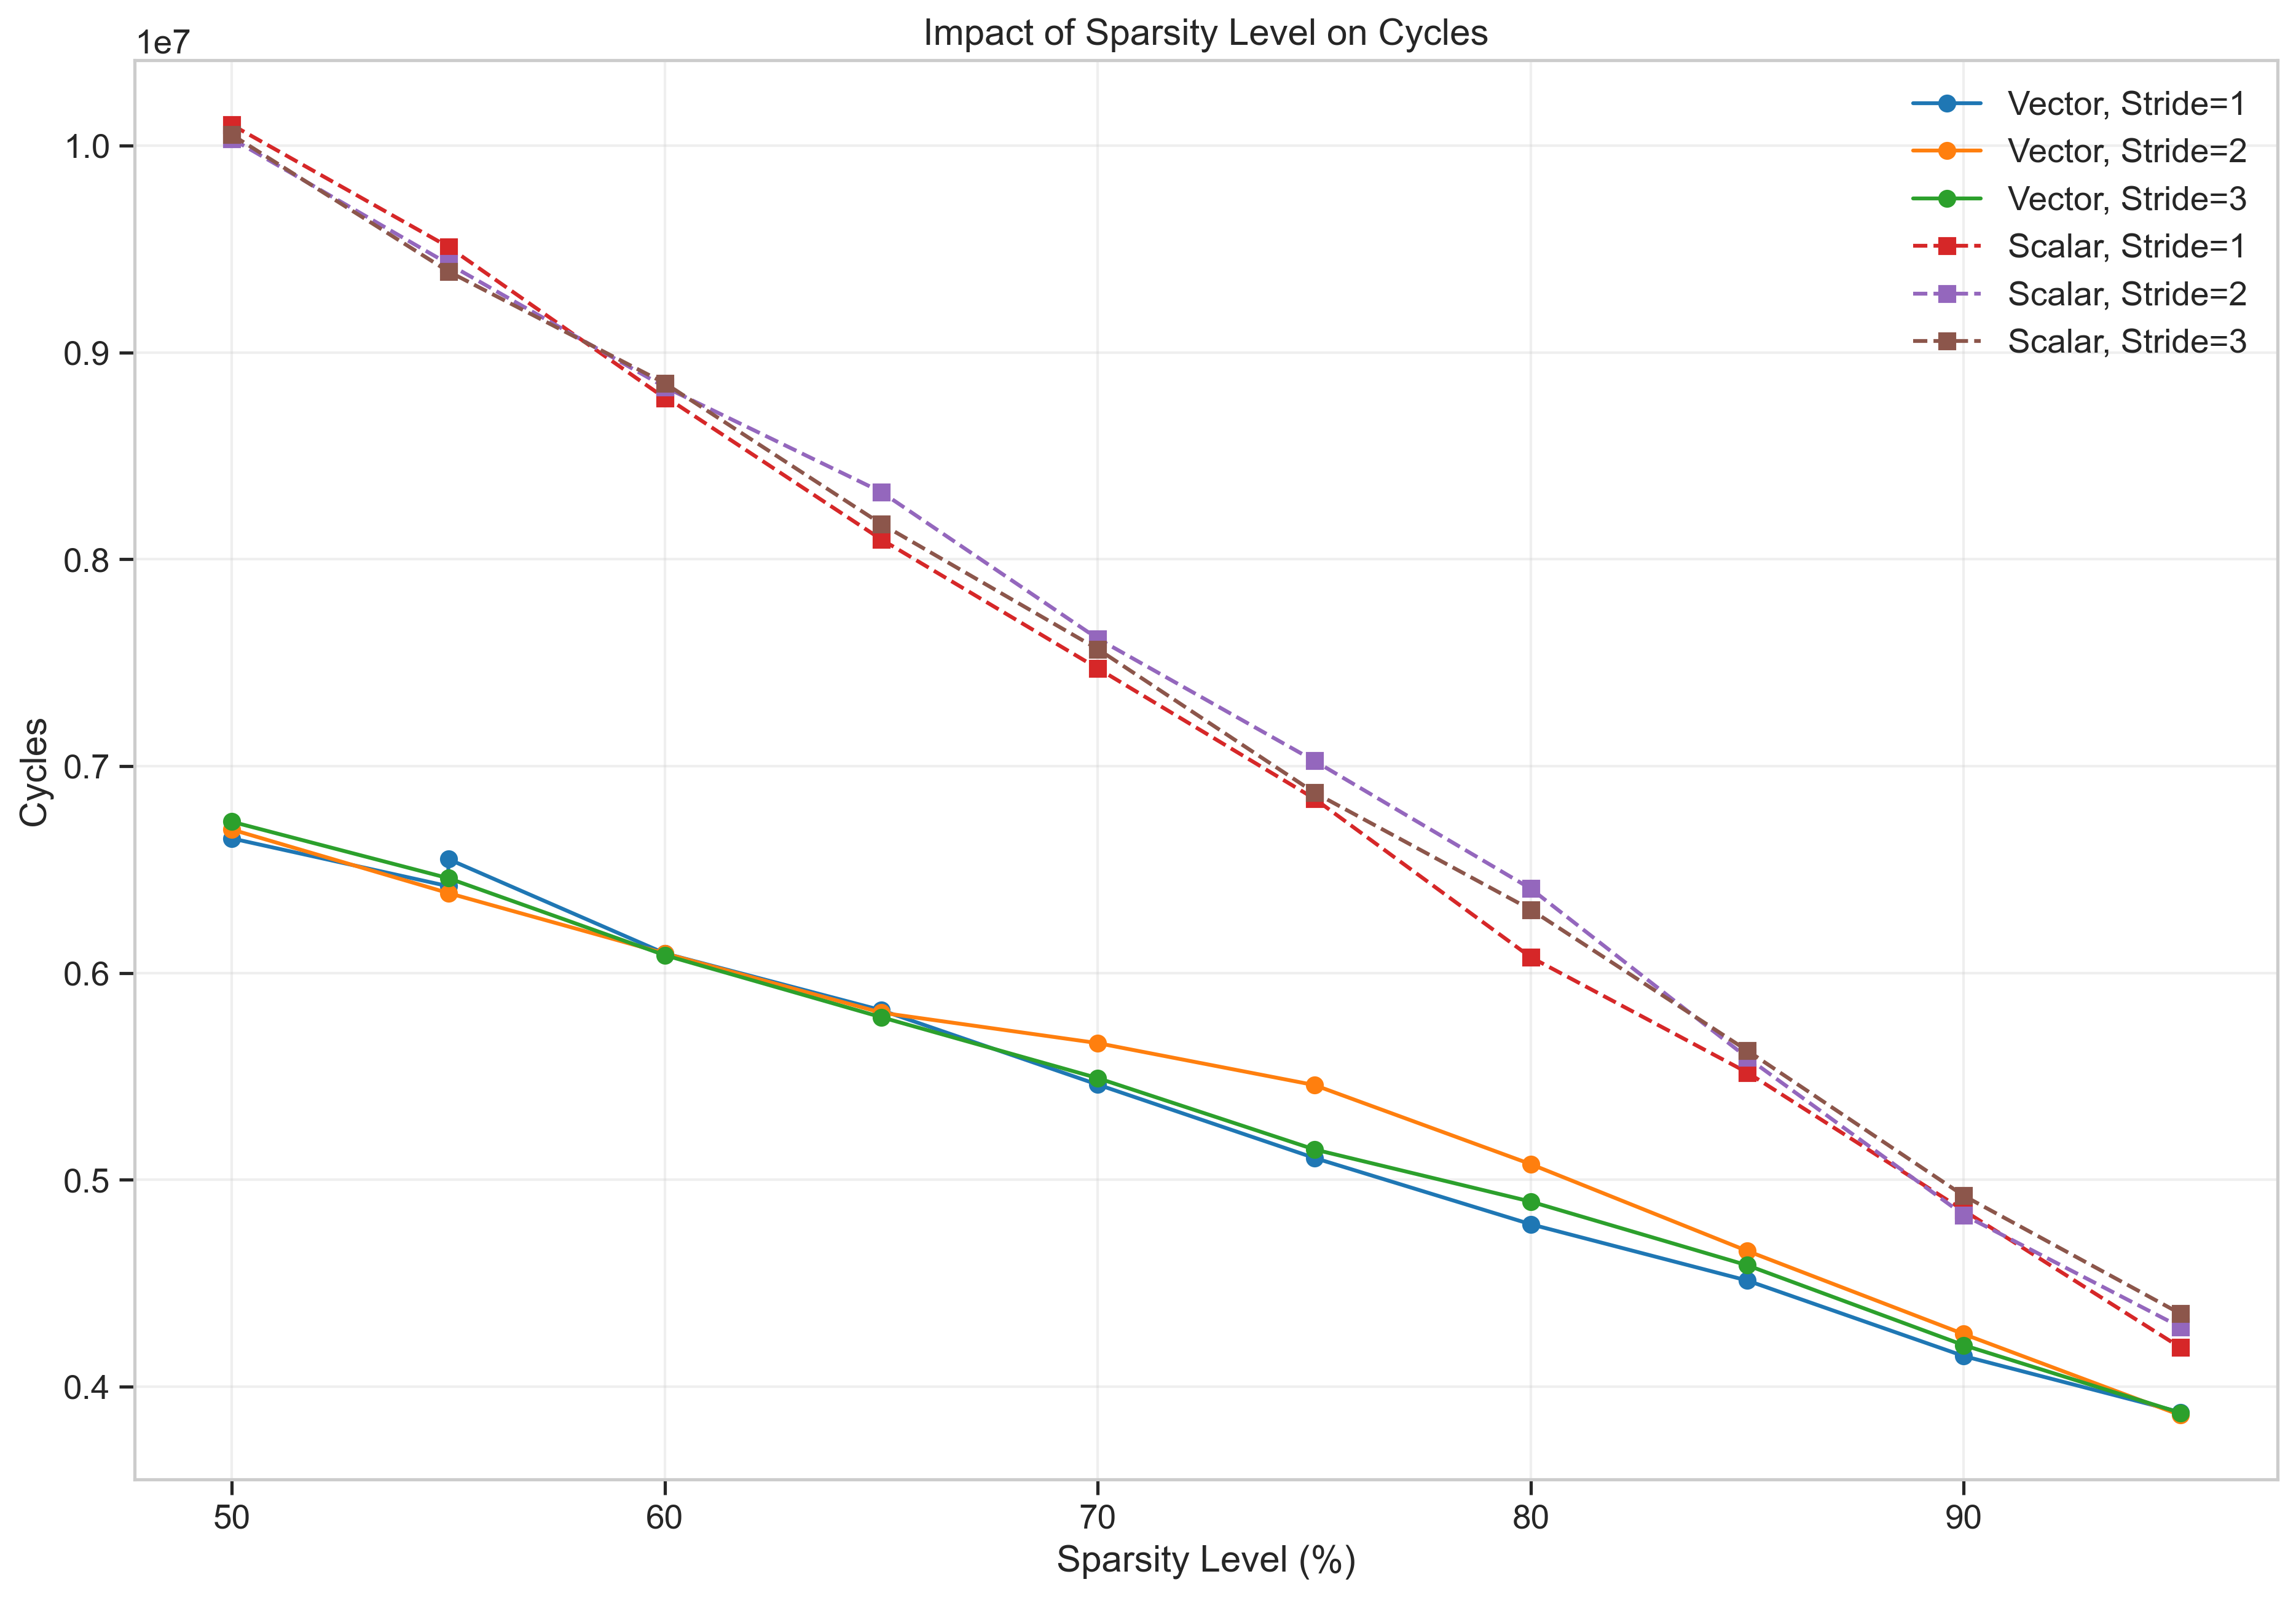 Impact of Sparsity Level on Cycles
1e7
Vector, Stride=1
Vector, Stride=2
Vector, Stride=3
Scalar, Stride=1
Scalar, Stride=2
Scalar, Stride=3
1.0
0.9
0.8
0.7
0.6
0.5
0.4
Cycles
50 60 70 80 90
Sparsity Level (%)